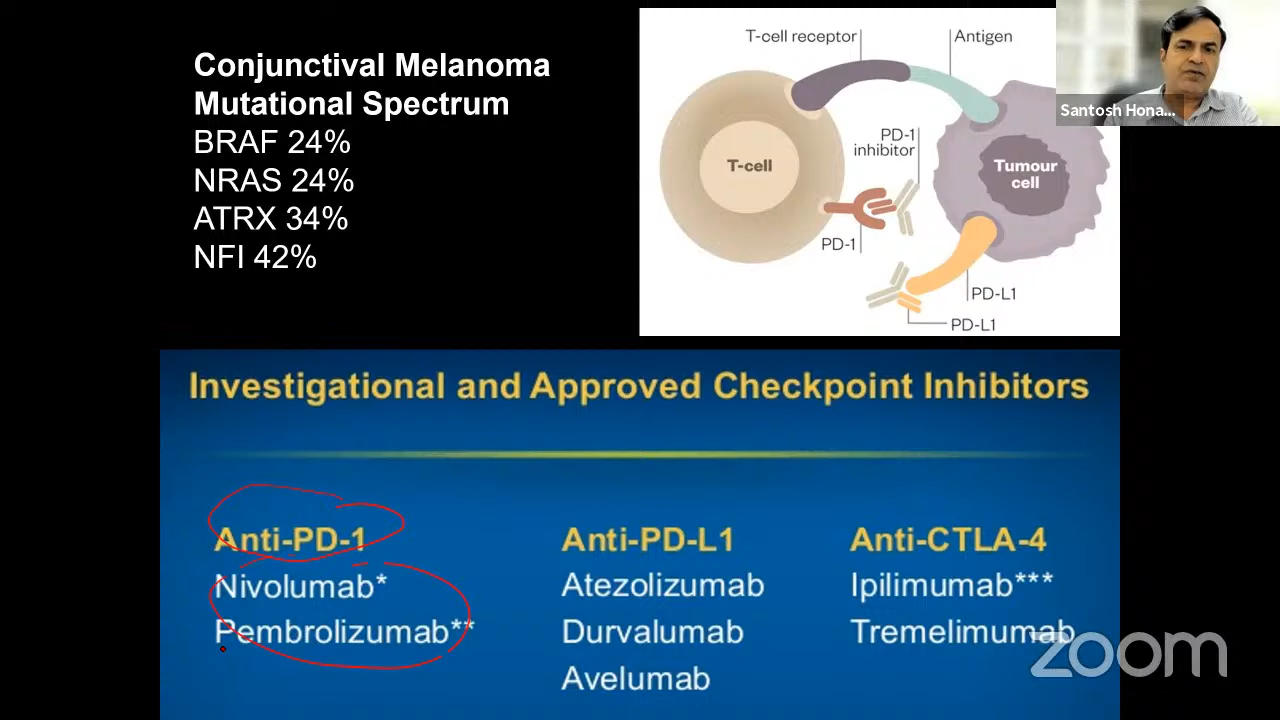 Conjunctival Melanoma
Mutational Spectrum
BRAF 24%
NRAS 24%
ATRX 34%
NFI 42%
T-cell receptor
Antigen
PD-1
inhibitor
T-cell
Tumour
cell
PD-1
PD-L1
PD-L1
Santosh Hona...
Investigational and Approved Checkpoint Inhibitors
Anti-PD-1
Nivolumab*
Pembrolizumab**
Anti-PD-L1
Atezolizumab
Durvalumab
Avelumab
Anti-CTLA-4
Ipilimumab***
Tremelimumab
zoom